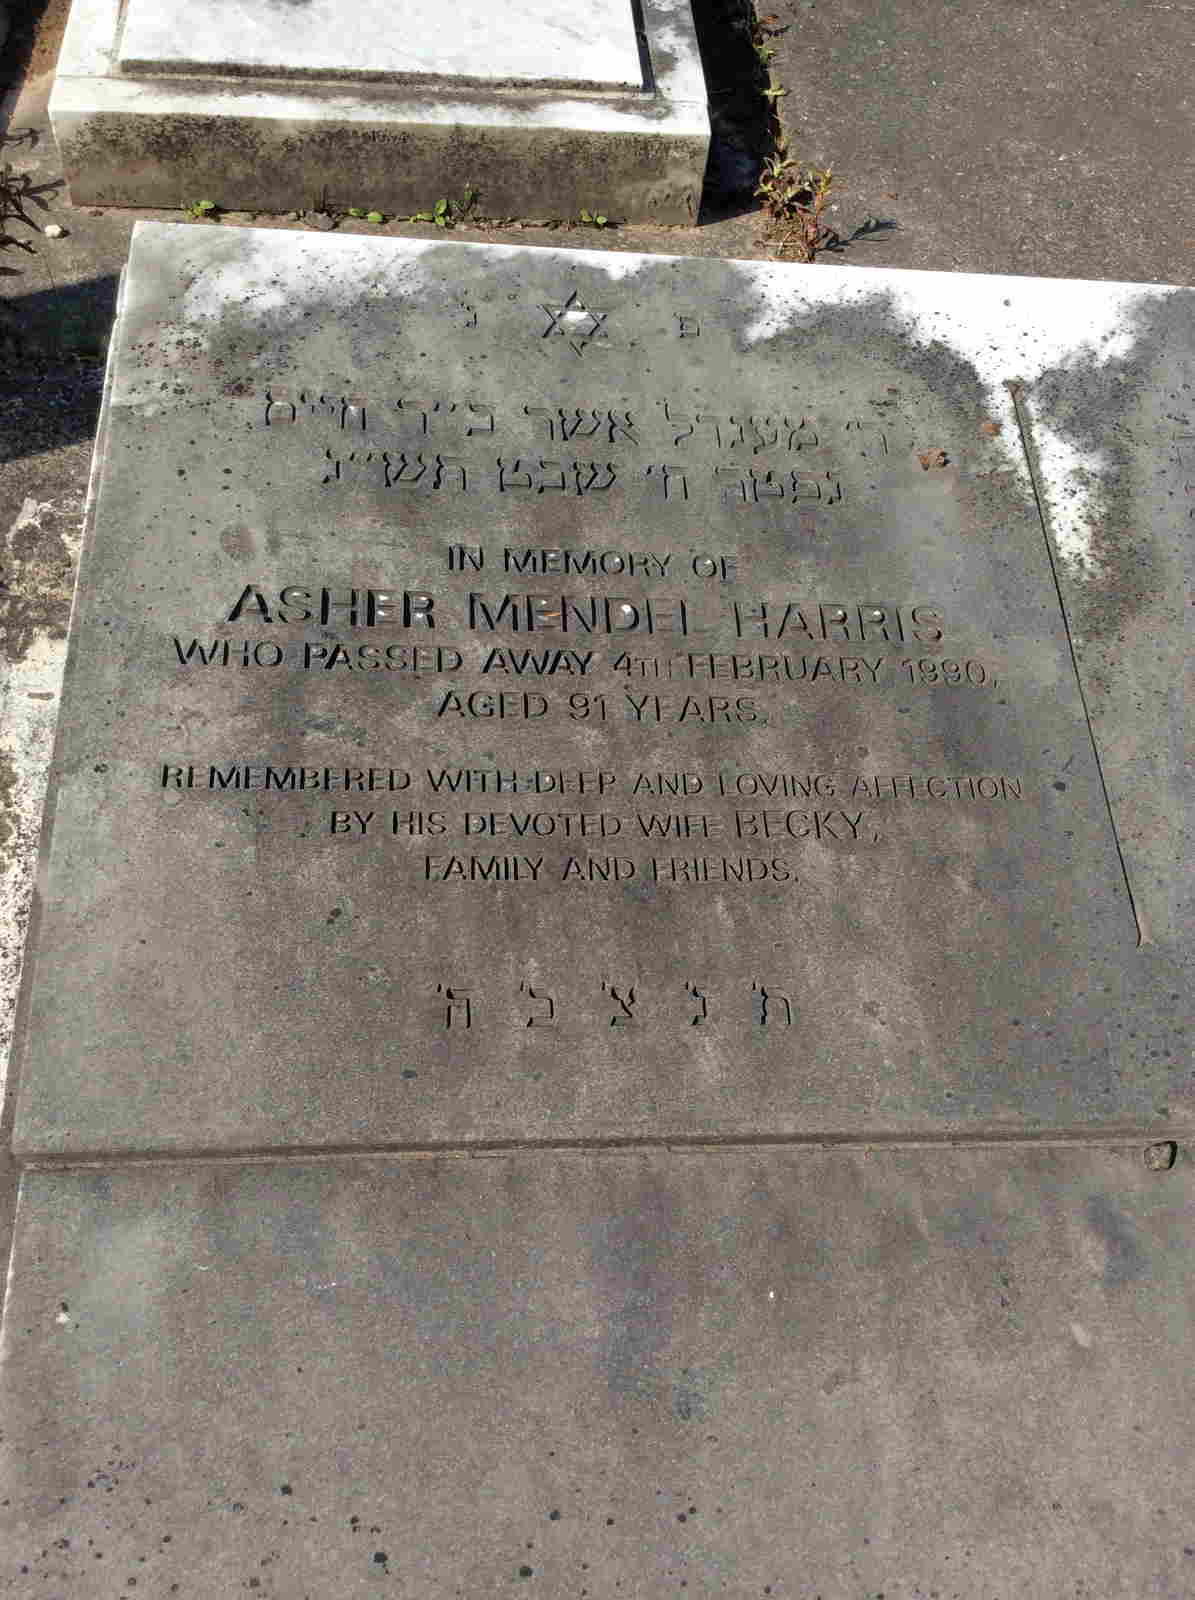 פ נ
ר' מענדל אשר ב״ר חיים
נפטר ח' שבט תש״נ
IN MEMORY OF
ASHER MENDEL HARRIS
WHO PASSED AWAY 4TH FEBRUARY 1990,
AGED 91 YEARS.
REMEMBERED WITH DEEP AND LOVING AFFECTION
BY HIS DEVOTED WIFE BECKY,
FAMILY AND FRIENDS.
ת' נ' צ' ב' ה'